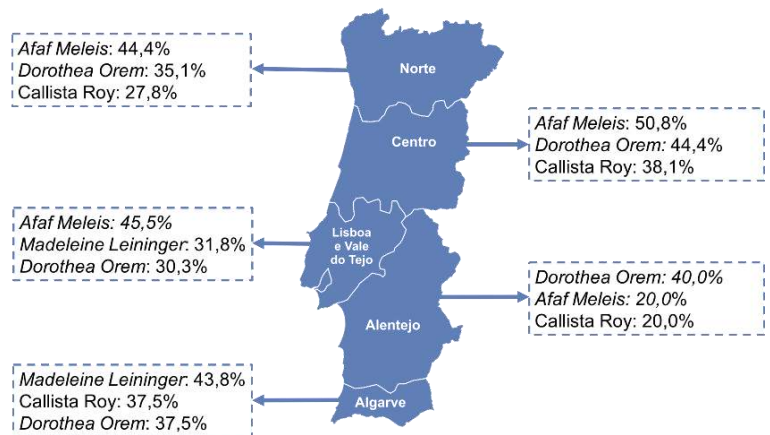 Afaf Meleis: 44,4%
Dorothea Orem: 35,1%
Callista Roy: 27,8%
Norte
Centro
Afaf Meleis: 50,8%
Dorothea Orem: 44,4%
Callista Roy: 38,1%
Afaf Meleis: 45,5%
Madeleine Leininger: 31,8%
Dorothea Orem: 30,3%
Lisboa
e Vale
do Tejo
Dorothea Orem: 40,0%
Afaf Meleis: 20,0%
Callista Roy: 20,0%
Alentejo
Madeleine Leininger: 43,8%
Callista Roy: 37,5%
Dorothea Orem: 37,5%
Algarve